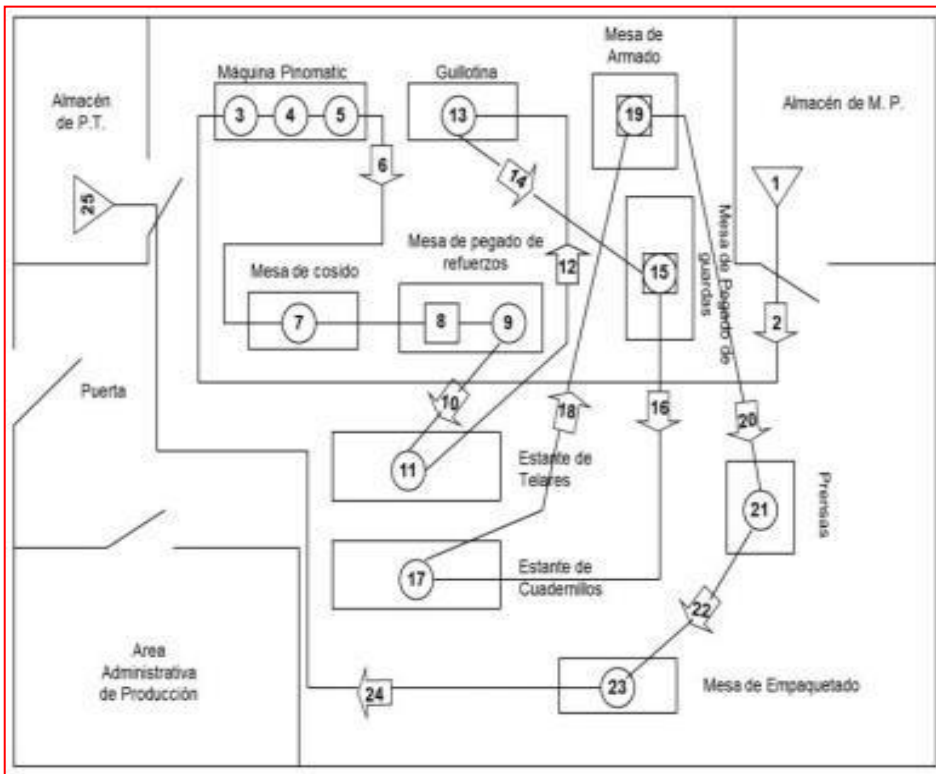 Mesa de
Armado
Máquina Pinomatic
Guillotina
Almacén
de P.T.
Almacén de M. P.
3
4
5
13
19
6
14
1
25
Mesa de pegado de
refuerzos
Mesa de cosido
12
15
Mesa de Pegado de
guardas
7
8
9
2
Puerta
10
18
16
20
11
Estante de
Telares
21
Prensas
17
Estante de
Cuadernillos
22
Area
Administrativa
de Producción
24
23
Mesa de Empaquetado